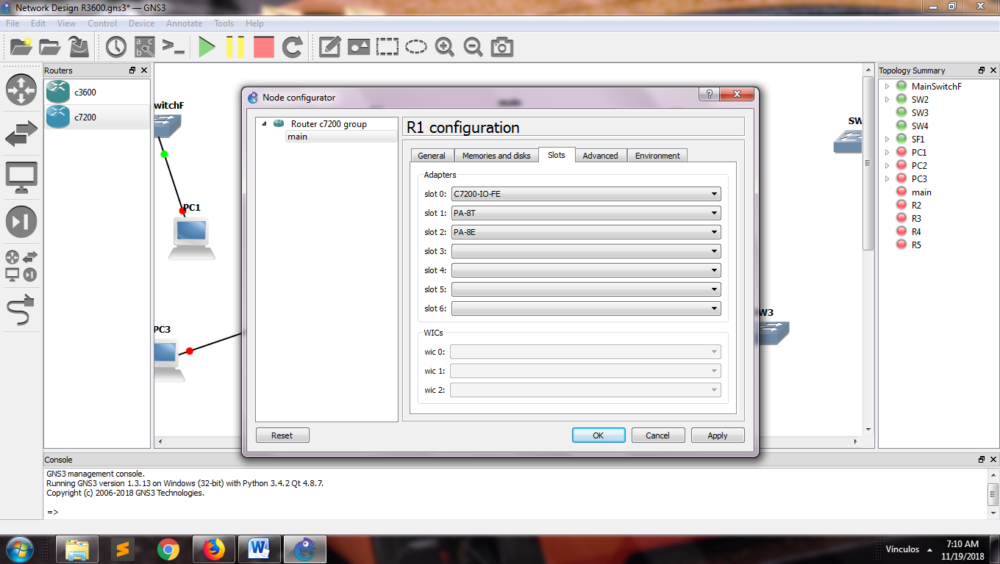 Network Design R3600.gns3* — GNS3
File Edit View Control Device Annotate Tools Help
Routers
c3600
c7200
witchF
PC1
PC3
SW
W3
Node configurator
Router c7200 group
main
R1 configuration
General Memories and disks Slots Advanced Environment
Adapters
slot 0: C7200-IO-FE
slot 1: PA-8T
slot 2: PA-8E
slot 3:
slot 4:
slot 5:
slot 6:
WICs
wic 0:
wic 1:
wic 2:
Reset OK Cancel Apply
Topology Summary
MainSwitchF
SW2
SW3
SW4
SF1
PC1
PC2
PC3
main
R2
R3
R4
R5
Console
GNS3 management console.
Running GNS3 version 1.3.13 on Windows (32-bit) with Python 3.4.2 Qt 4.8.7.
Copyright (c) 2006-2018 GNS3 Technologies.
=>
Vínculos
7:10 AM
11/19/2018